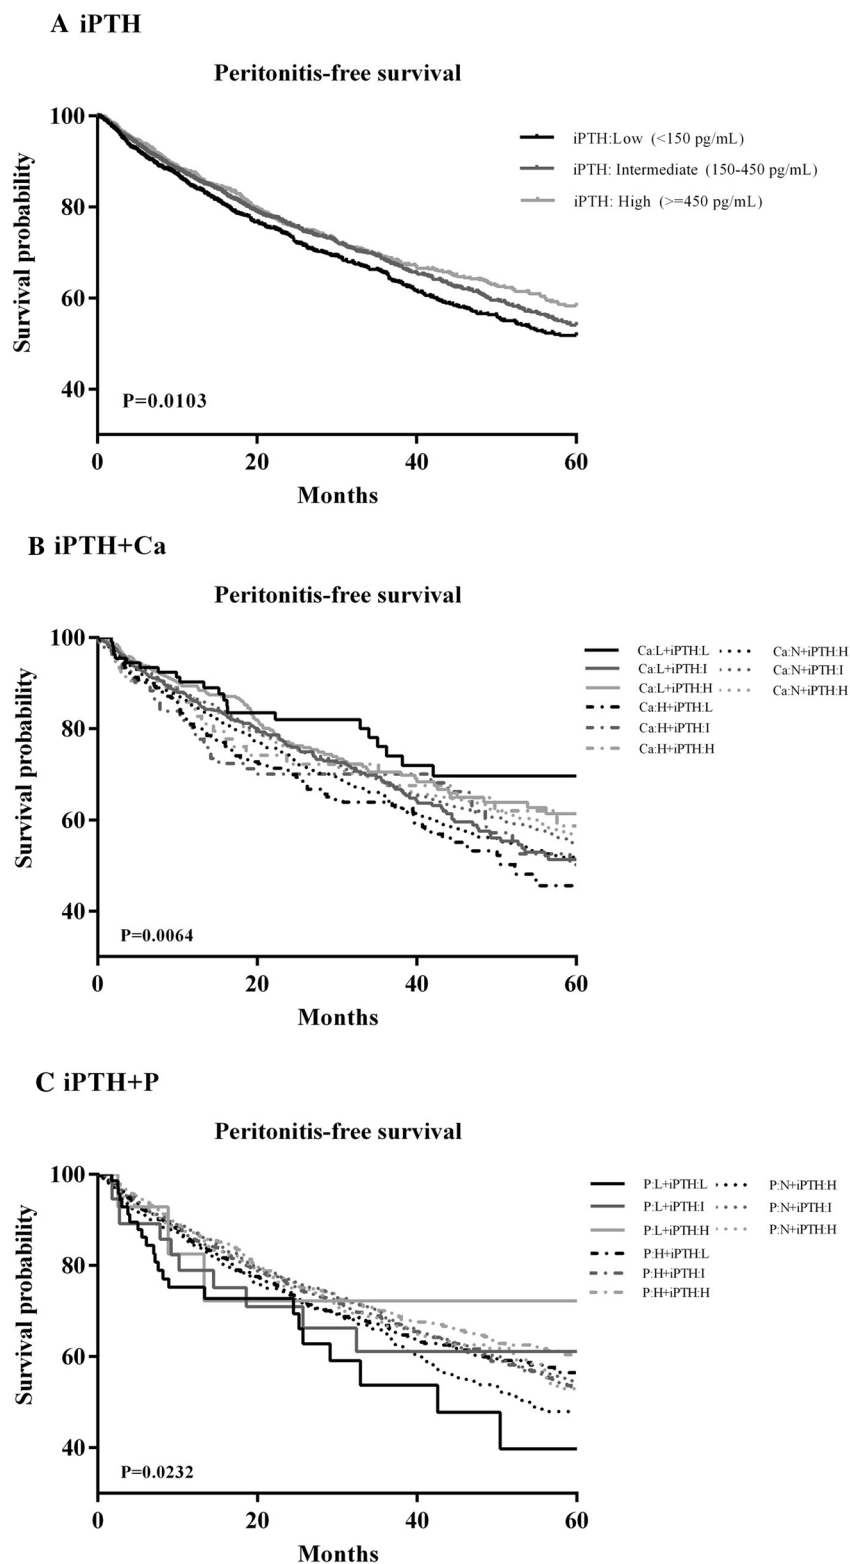 A iPTH
Peritonitis-free survival
Survival probability
100
80
60
40
iPTH:Low (<150 pg/mL)
iPTH: Intermediate (150-450 pg/mL)
iPTH: High (>=450 pg/mL)
P=0.0103
0 20 40 60
Months
B iPTH+Ca
Peritonitis-free survival
Survival probability
100
80
60
40
Ca:L+iPTH:L
Ca:L+iPTH:I
Ca:L+iPTH:H
Ca:H+iPTH:L
Ca:H+iPTH:I
Ca:H+iPTH:H
Ca:N+iPTH:H
Ca:N+iPTH:I
Ca:N+iPTH:H
P=0.0064
0 20 40 60
Months
C iPTH+P
Peritonitis-free survival
Survival probability
100
80
60
40
P:L+iPTH:L
P:L+iPTH:I
P:L+iPTH:H
P:H+iPTH:L
P:H+iPTH:I
P:H+iPTH:H
P:N+iPTH:H
P:N+iPTH:I
P:N+iPTH:H
P=0.0232
0 20 40 60
Months